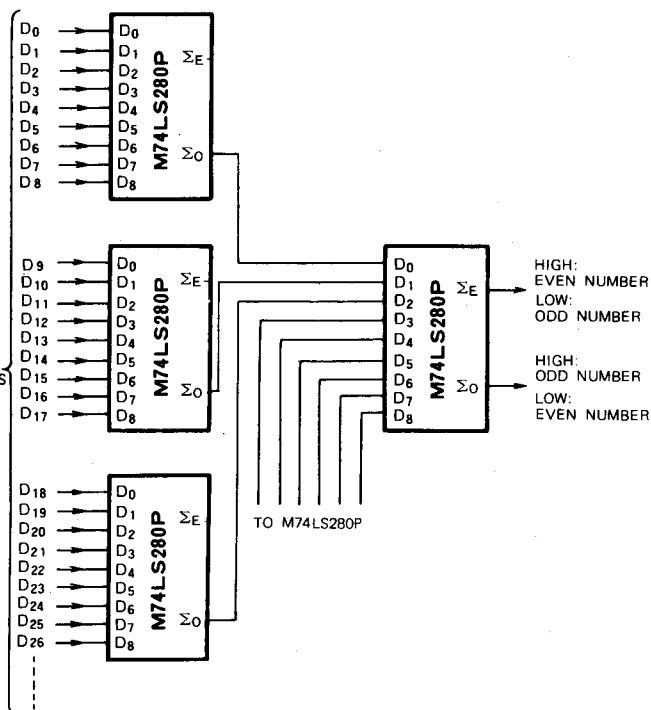 D0 D0
D1 D1
D2 D2 ΣE
D3 D3
D4 D4
D5 D5
D6 D6
D7 D7 ΣO
D8 D8
M74LS280P
D9 D0
D10 D1 ΣE
D11 D2
D12 D3
D13 D4
D14 D5
D15 D6
D16 D7 ΣO
D17 D8
M74LS280P
S
D18 D0
D19 D1 ΣE
D20 D2
D21 D3
D22 D4
D23 D5
D24 D6
D25 D7 ΣO
D26 D8
M74LS280P
D0
D1 ΣE
D2
D3
D4
D5
D6 ΣO
D7
D8
M74LS280P
HIGH:
EVEN NUMBER
LOW:
ODD NUMBER
HIGH:
ODD NUMBER
LOW:
EVEN NUMBER
TO M74LS280P